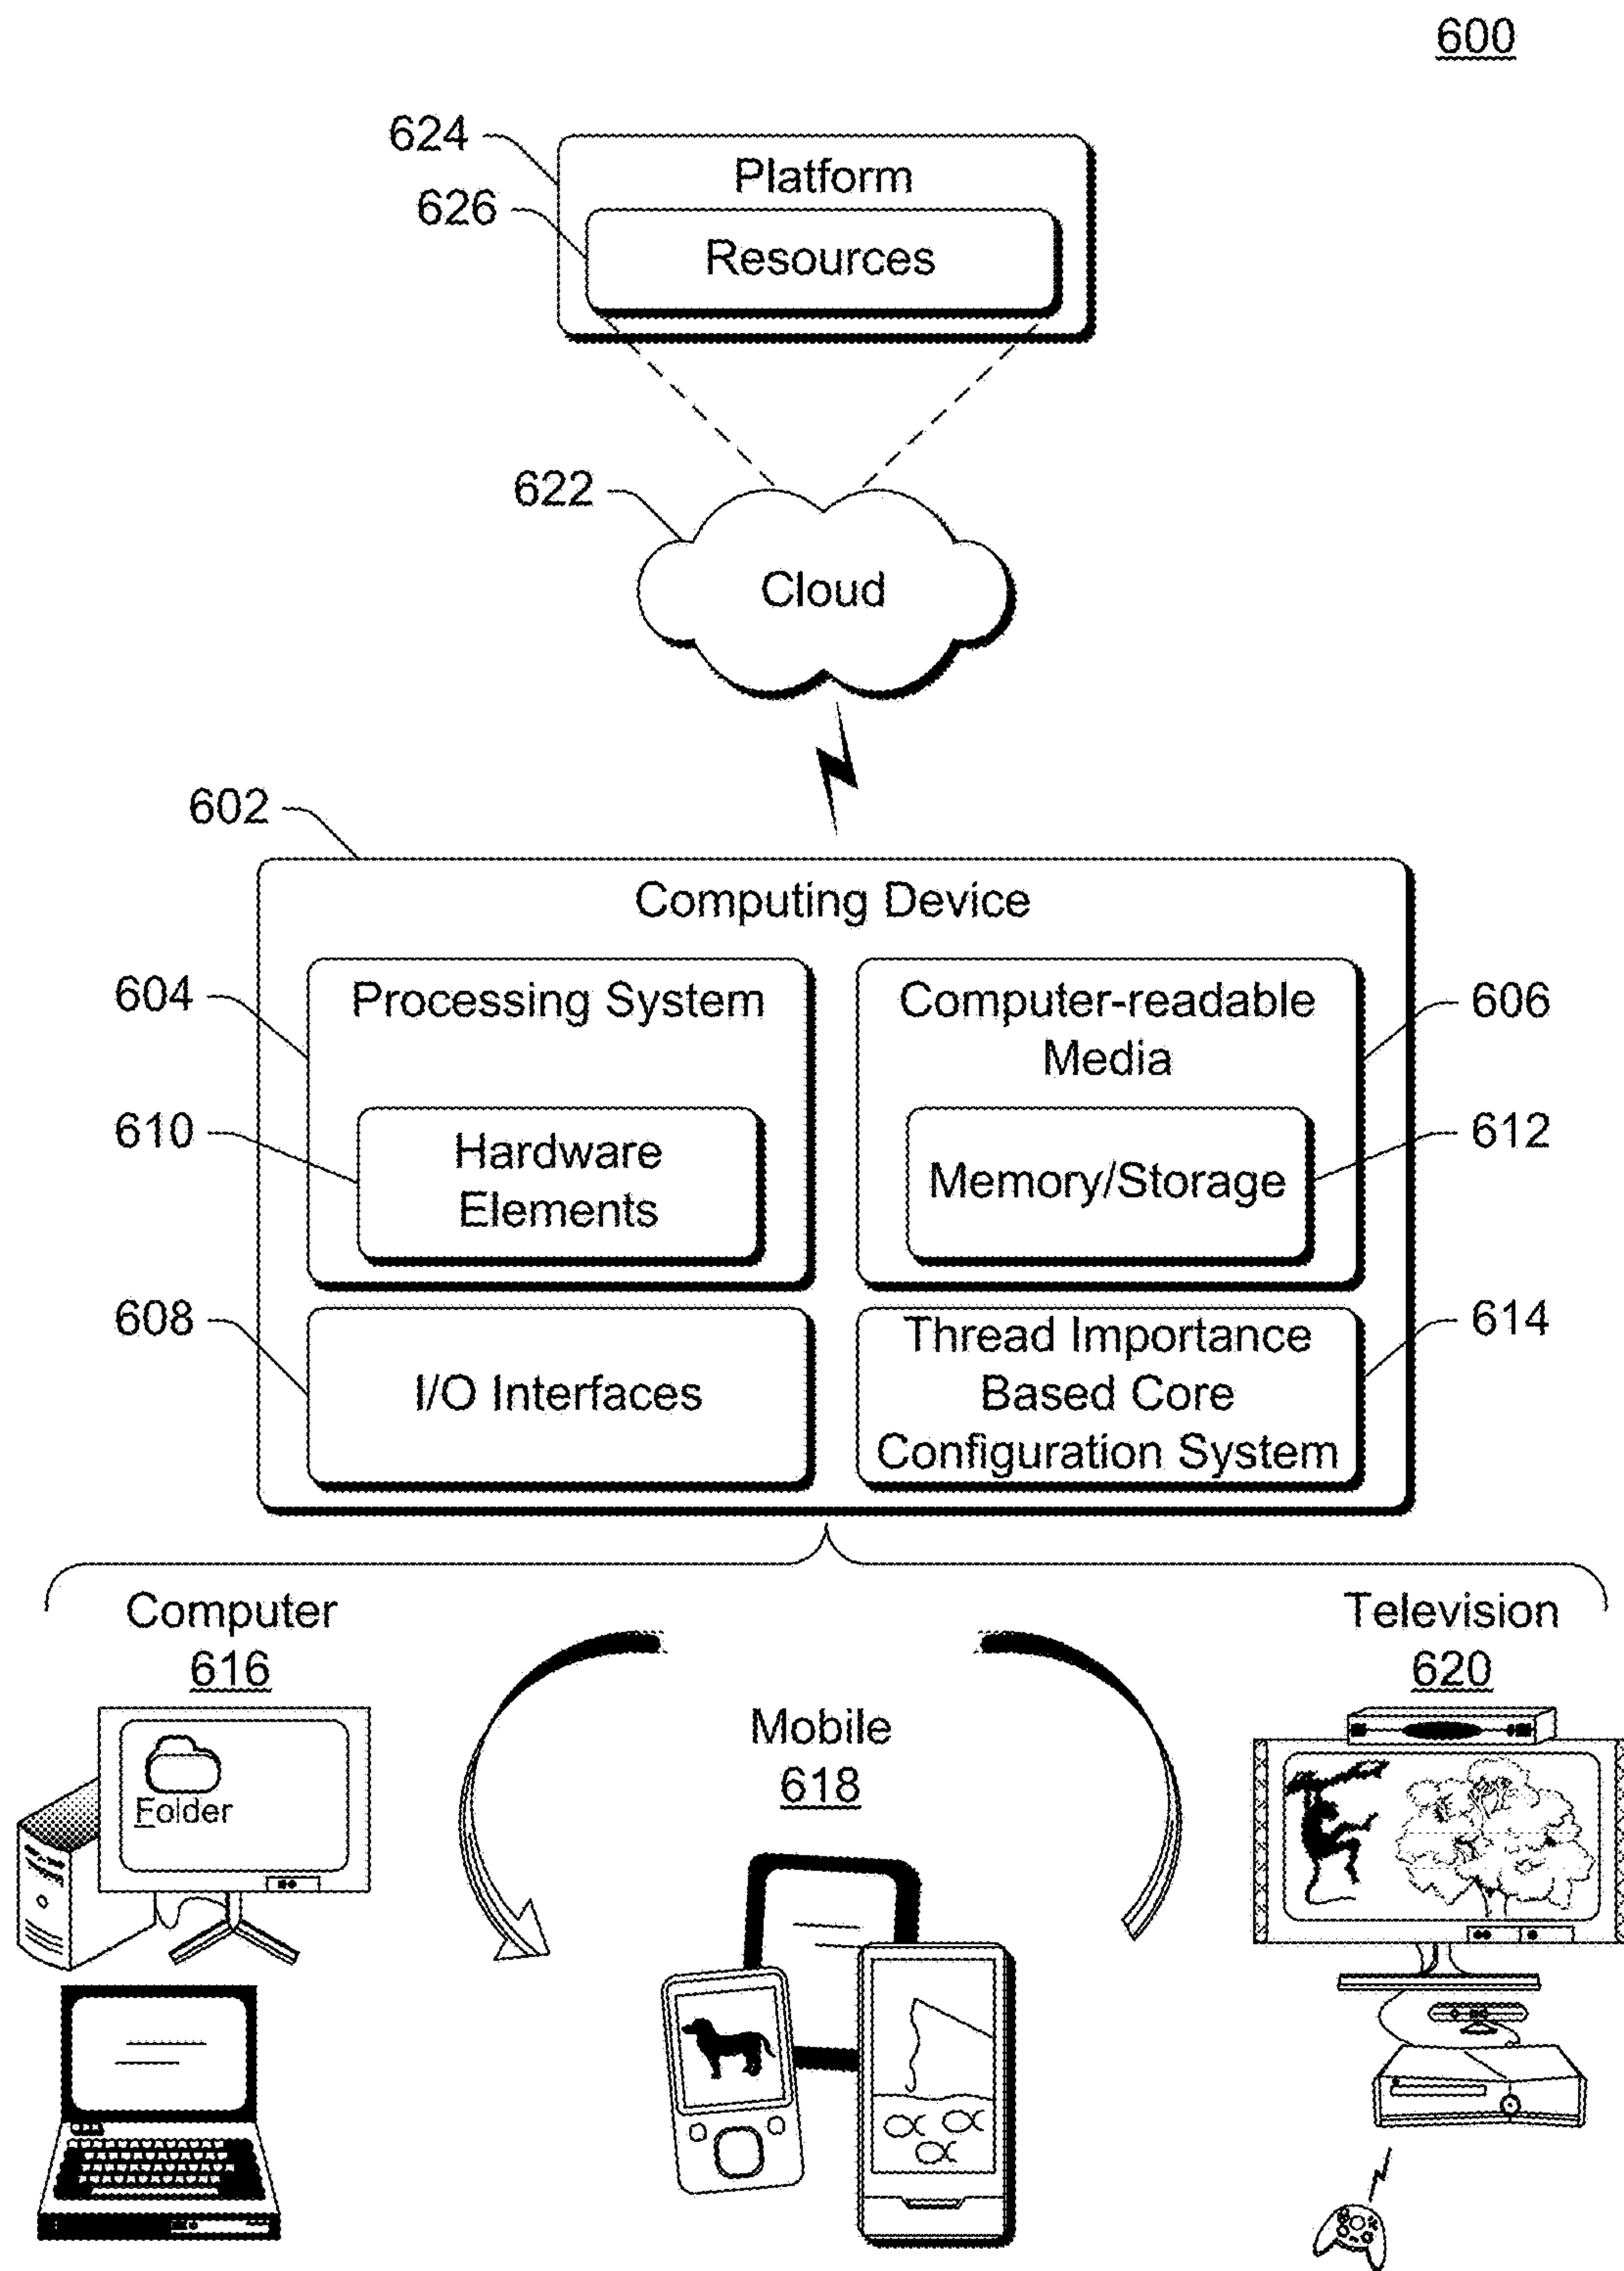 600
624
Platform
626
Resources
622
Cloud
602
Computing Device
604
Processing System
Computer-readable
Media
606
610
Hardware
Elements
Memory/Storage
612
608
I/O Interfaces
Thread Importance
Based Core
Configuration System
614
Computer
616
Folder
Mobile
618
Television
620